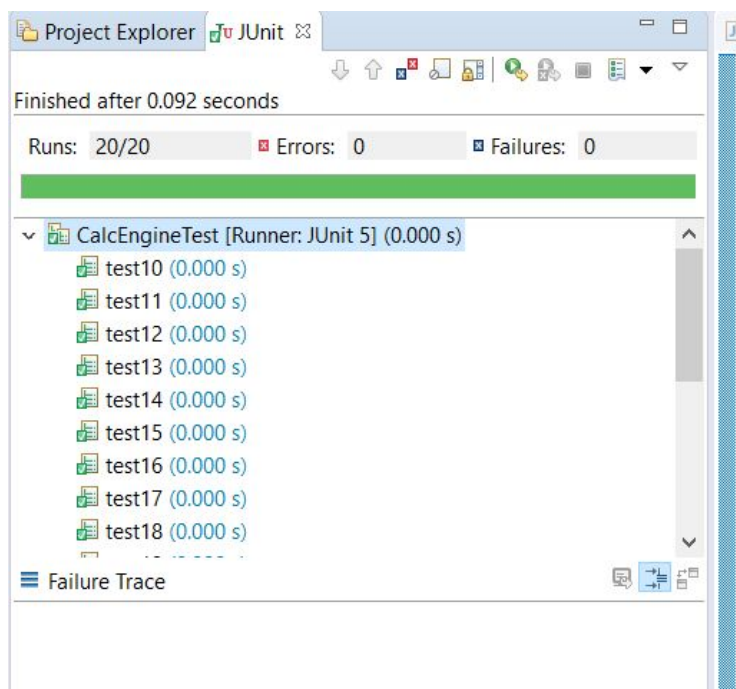 Project Explorer JUnit
Finished after 0.092 seconds
Runs: 20/20 Errors: 0 Failures: 0
CalcEngineTest [Runner: JUnit 5] (0.000 s)
test10 (0.000 s)
test11 (0.000 s)
test12 (0.000 s)
test13 (0.000 s)
test14 (0.000 s)
test15 (0.000 s)
test16 (0.000 s)
test17 (0.000 s)
test18 (0.000 s)
Failure Trace